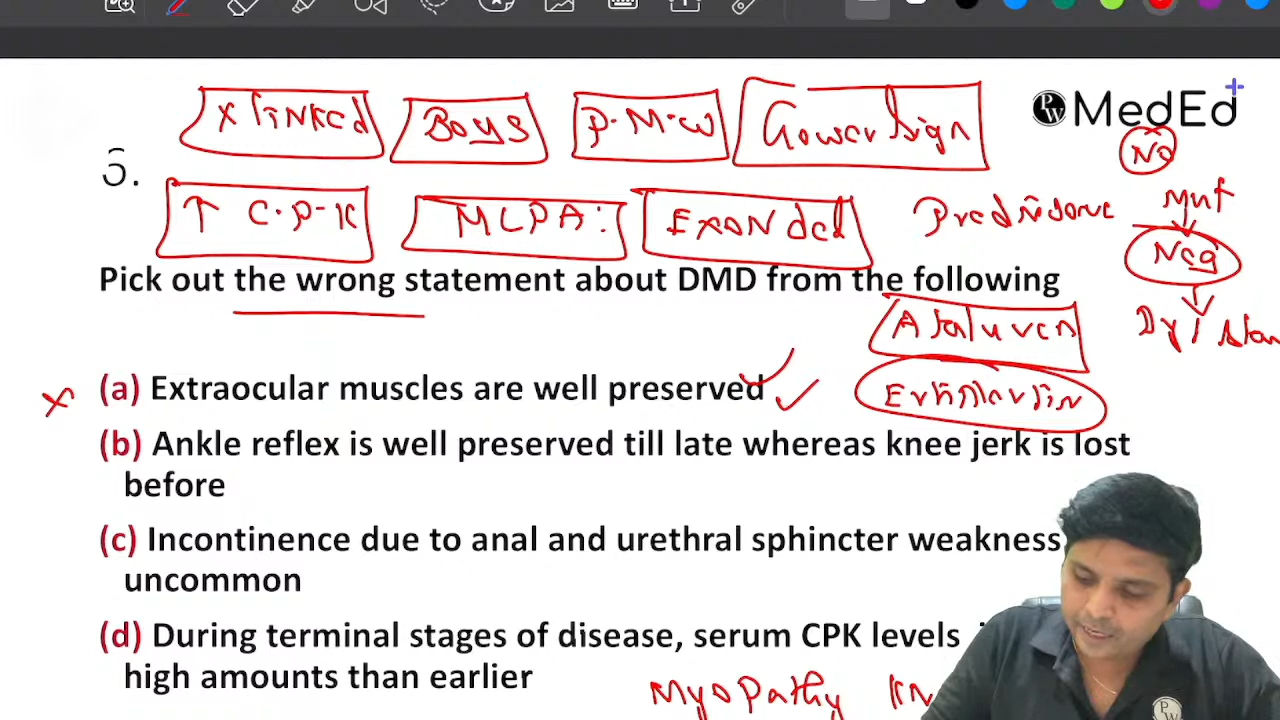 X linked Boys P.M.W Gower sign
PW MedEd
No
5.
↑ C.P.K MLPA: Exon del Prednisone Mut
Neg
Pick out the wrong statement about DMD from the following
Ataluren
(a) Extraocular muscles are well preserved
(b) Ankle reflex is well preserved till late whereas knee jerk is lost
before
(c) Incontinence due to anal and urethral sphincter weakness
uncommon
(d) During terminal stages of disease, serum CPK levels
high amounts than earlier
Myopathy
PW